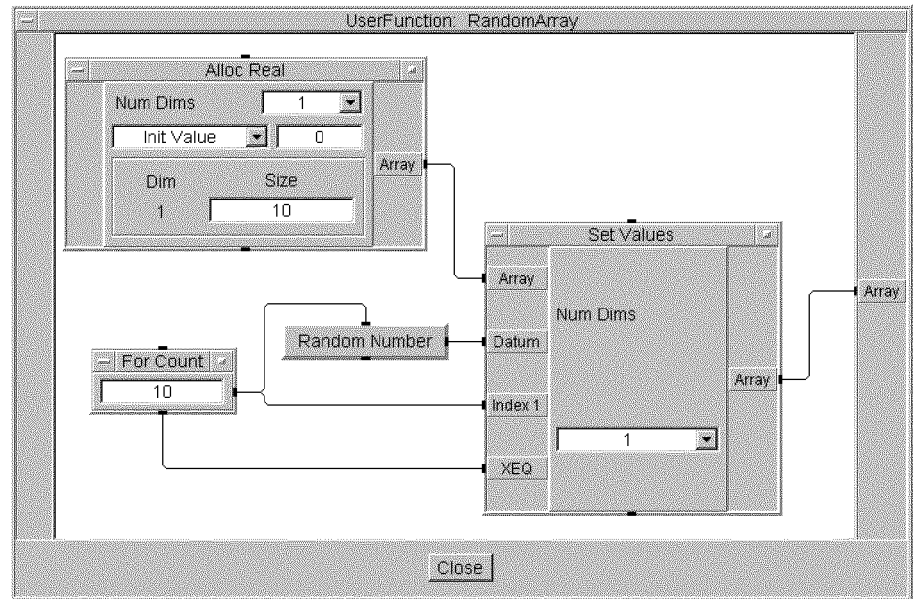 UserFunction: RandomArray
Alloc Real
Num Dims 1
Init Value 0
Dim Size
1 10
Array
Set Values
Array
Num Dims
Datum
Index 1
XEQ
1
Array
Array
Random Number
For Count
10
Close